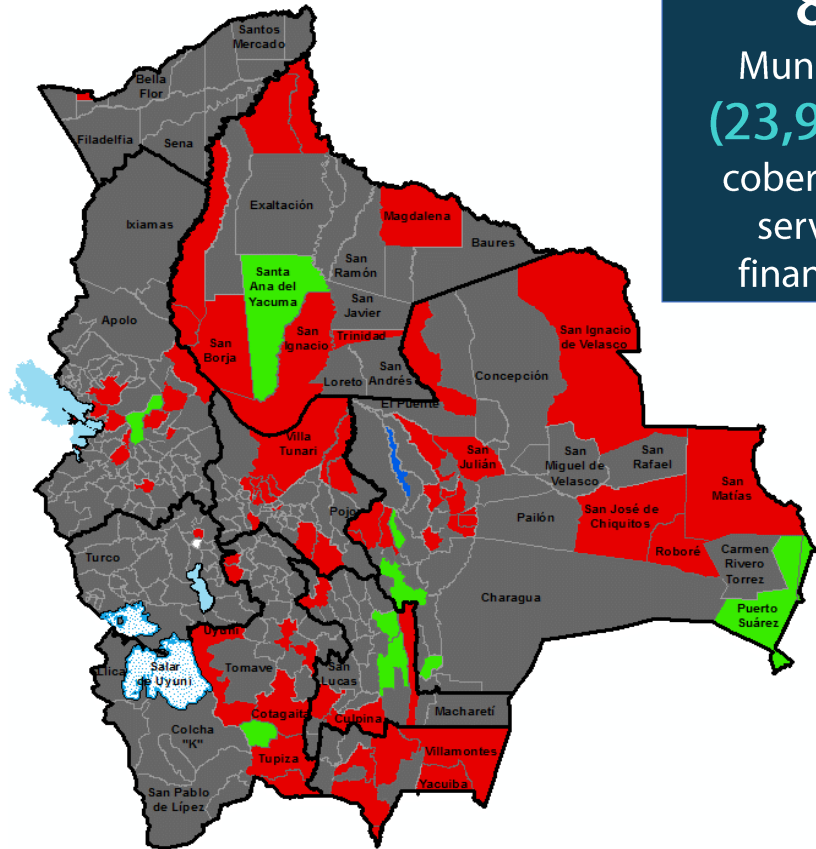 8
Mun
(23,9
cober
serv
finan
Santos
Mercado
Bella
Flor
Filadelfia
Sena
Ixiamas
Exaltación
Magdalena
Baures
San
Ramón
Santa
Ana del
Yacuma
San
Javier
Apolo
San
Borja
San
Ignacio
Trinidad
Loreto
San
Andrés
San Ignacio
de Velasco
Concepción
El Puente
Villa
Tunari
San
Julián
San
Miguel de
Velasco
San
Rafael
San
Matías
Pojo
Pailón
San José de
Chiquitos
Roboré
Carmen
Rivero
Torrez
Turco
Charagua
Puerto
Suárez
Uyuni
Llica
Salar
de Uyuni
Tomave
San
Lucas
Cotagaita
Culpina
Macharetí
Colcha
"K"
Tupiza
Villamontes
Yacuiba
San Pablo
de Lípez